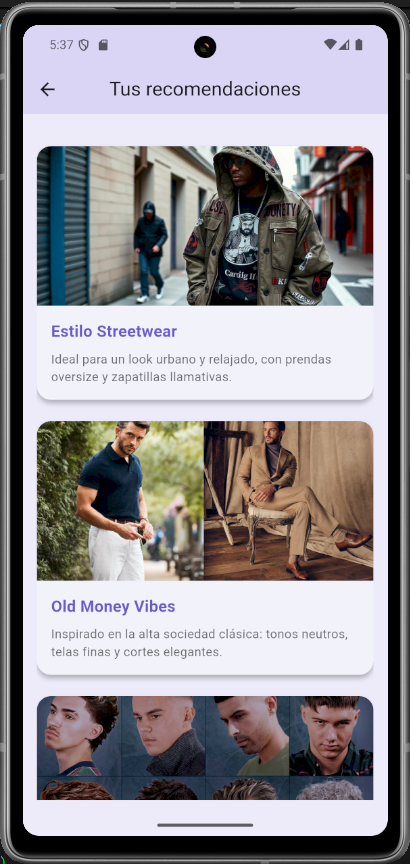 5:37
Tus recomendaciones
Estilo Streetwear
Ideal para un look urbano y relajado, con prendas
oversize y zapatillas llamativas.
Old Money Vibes
Inspirado en la alta sociedad clásica: tonos neutros,
telas finas y cortes elegantes.